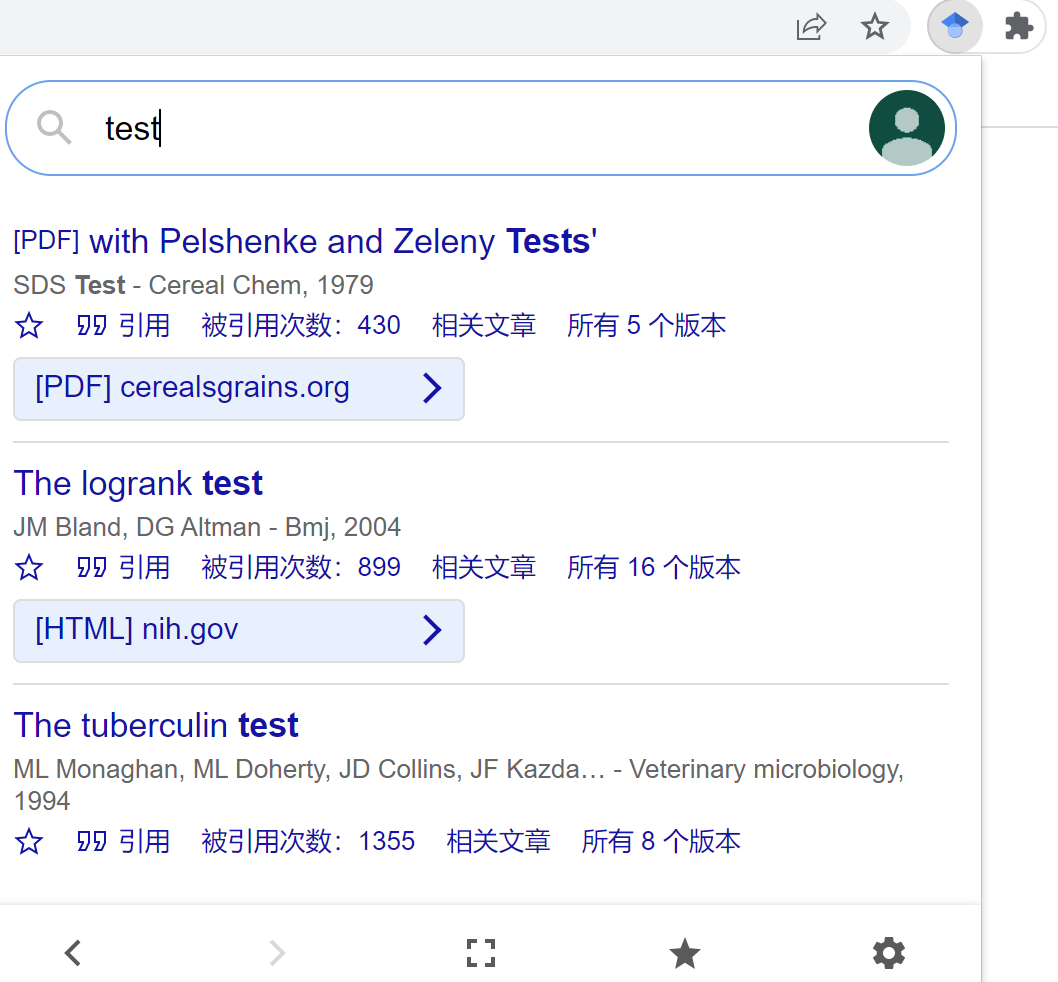 test
[PDF] with Pelshenke and Zeleny Tests'
SDS Test - Cereal Chem, 1979
引用 被引用次数：430 相关文章 所有 5 个版本
[PDF] cerealsgrains.org
The logrank test
JM Bland, DG Altman - Bmj, 2004
引用 被引用次数：899 相关文章 所有 16 个版本
[HTML] nih.gov
The tuberculin test
ML Monaghan, ML Doherty, JD Collins, JF Kazda… - Veterinary microbiology,
1994
引用 被引用次数：1355 相关文章 所有 8 个版本